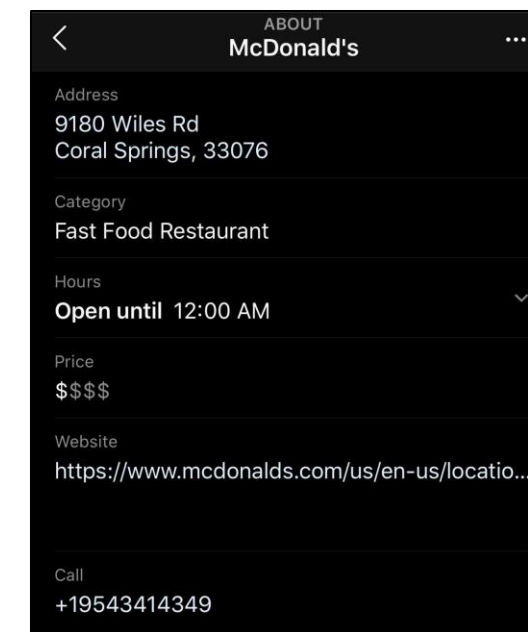 ABOUT
McDonald's
Address
9180 Wiles Rd
Coral Springs, 33076
Category
Fast Food Restaurant
Hours
Open until 12:00 AM
Price
$$$$
Website
https://www.mcdonalds.com/us/en-us/locatio...
Call
+19543414349